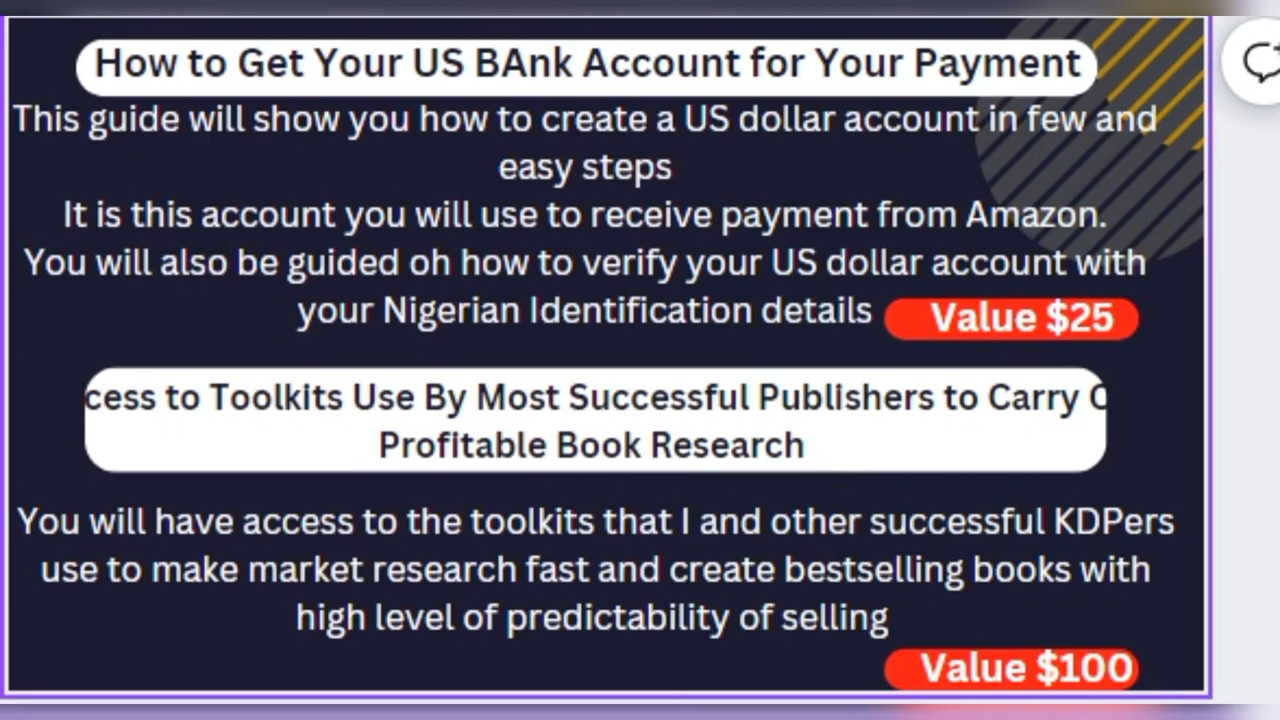 How to Get Your US BAnk Account for Your Payment
This guide will show you how to create a US dollar account in few and
easy steps
It is this account you will use to receive payment from Amazon.
You will also be guided oh how to verify your US dollar account with
your Nigerian Identification details
Value $25
cess to Toolkits Use By Most Successful Publishers to Carry
Profitable Book Research
You will have access to the toolkits that I and other successful KDPers
use to make market research fast and create bestselling books with
high level of predictability of selling
Value $100